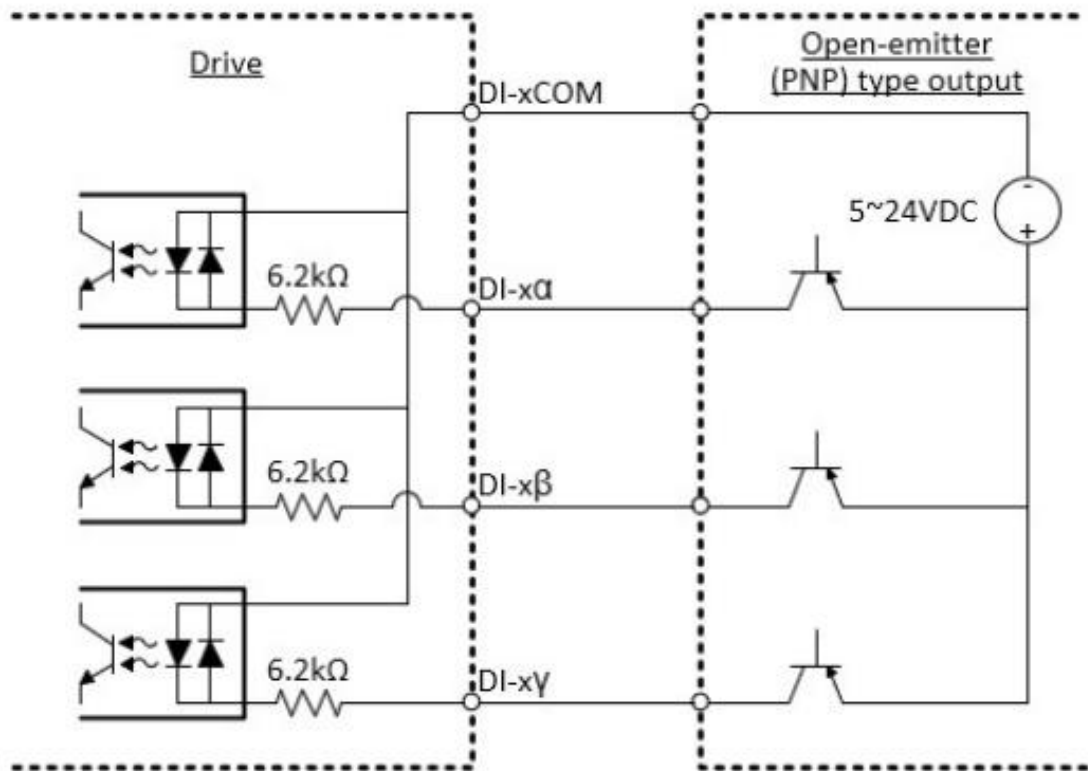 Drive
Open-emitter
(PNP) type output
DI-xCOM
-
5~24VDC
+
6.2kΩ
DI-xα
6.2kΩ
DI-xβ
6.2kΩ
DI-xγ